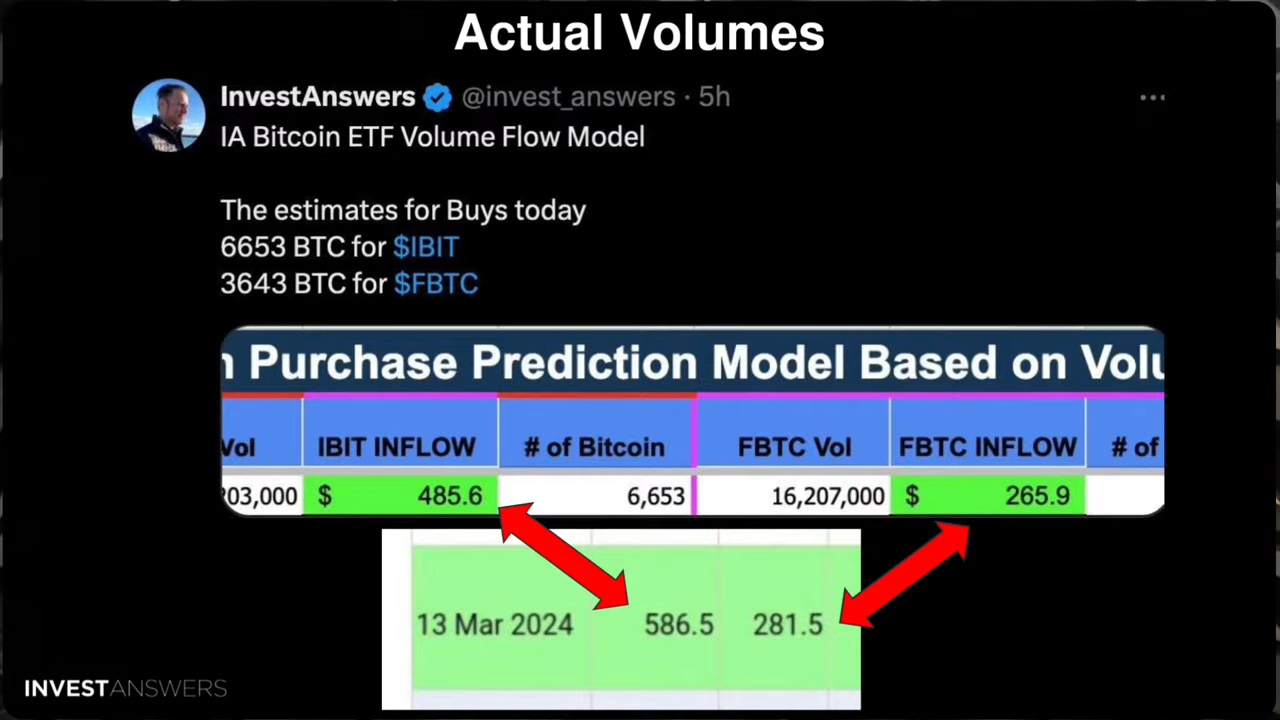 Actual Volumes
InvestAnswers @invest_answers · 5h
IA Bitcoin ETF Volume Flow Model
The estimates for Buys today
6653 BTC for $IBIT
3643 BTC for $FBTC
Purchase Prediction Model Based on
Vol IBIT INFLOW # of Bitcoin FBTC Vol FBTC INFLOW # of
03,000 $ 485.6 6,653 16,207,000 $ 265.9
13 Mar 2024 586.5 281.5
INVESTANSWERS